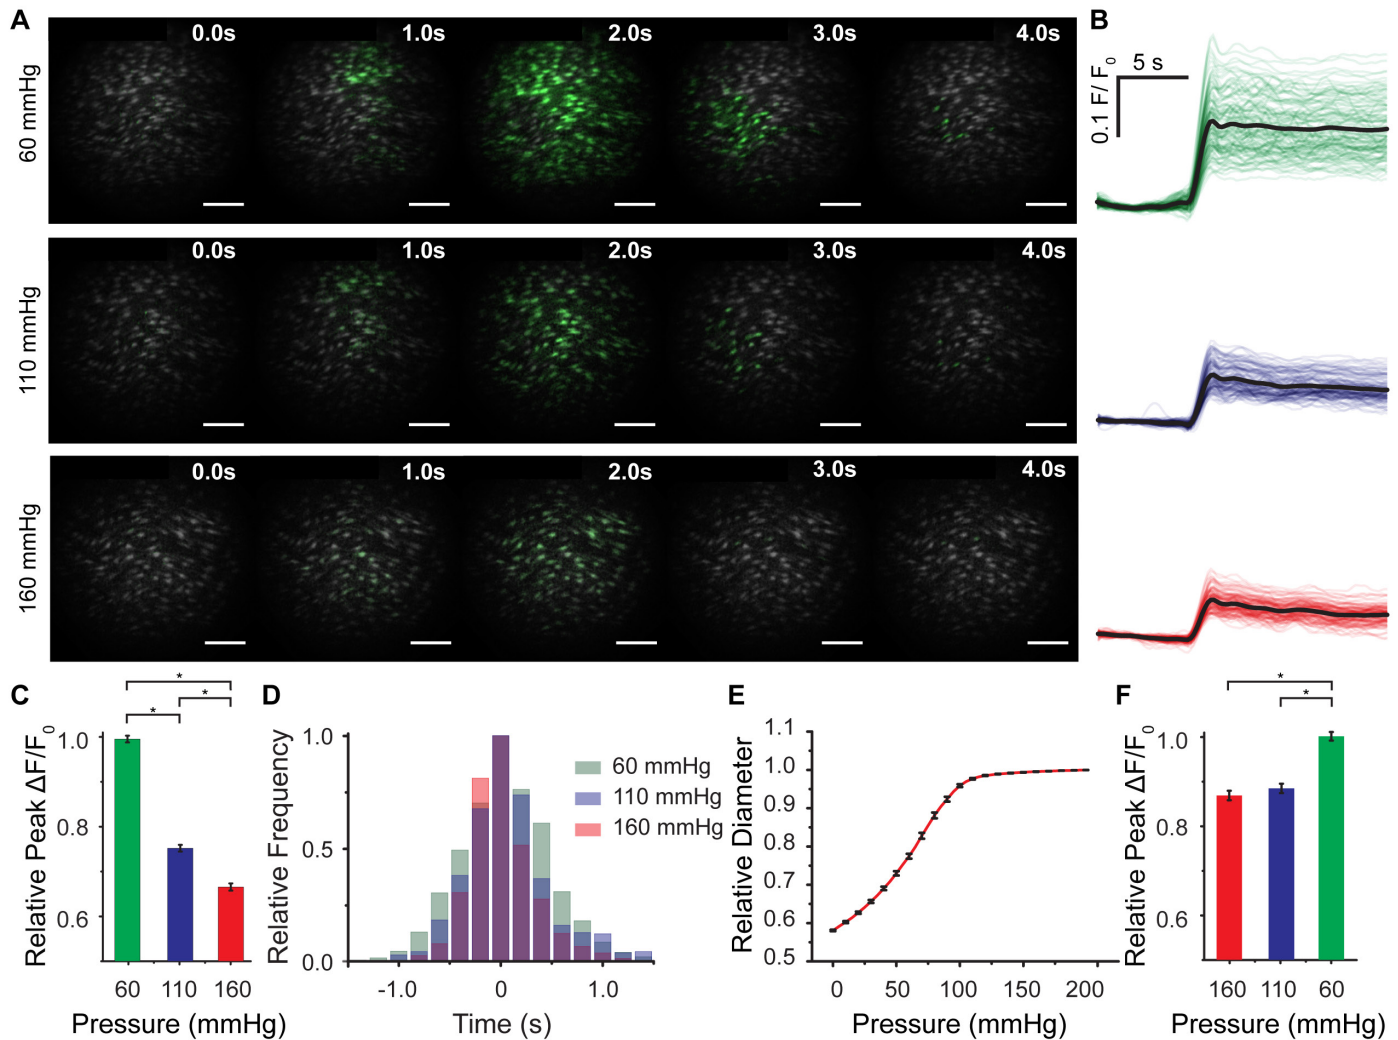 A
0.0s 1.0s 2.0s 3.0s 4.0s
60 mmHg
0.0s 1.0s 2.0s 3.0s 4.0s
110 mmHg
0.0s 1.0s 2.0s 3.0s 4.0s
160 mmHg
B
5 s
0.1 F/ F0
C
* * *
Relative Peak ΔF/F0
1.0
0.8
0.6
60 110 160
Pressure (mmHg)
D
Relative Frequency
1.0
0.5
0.0
60 mmHg
110 mmHg
160 mmHg
-1.0 0 1.0
Time (s)
E
Relative Diameter
1.1
1.0
0.9
0.8
0.7
0.6
0.5
0 50 100 150 200
Pressure (mmHg)
F
* *
Relative Peak ΔF/F0
1.0
0.8
0.6
160 110 60
Pressure (mmHg)